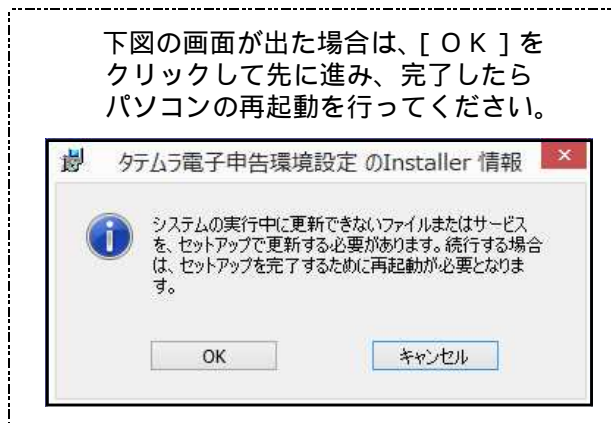 下図の画面が出た場合は、[ＯＫ]を
クリックして先に進み、完了したら
パソコンの再起動を行ってください。
タテムラ電子申告環境設定 のInstaller 情報
システムの実行中に更新できないファイルまたはサービス
を、セットアップで更新する必要があります。続行する場合
は、セットアップを完了するために再起動が必要となりま
す。
OK
キャンセル